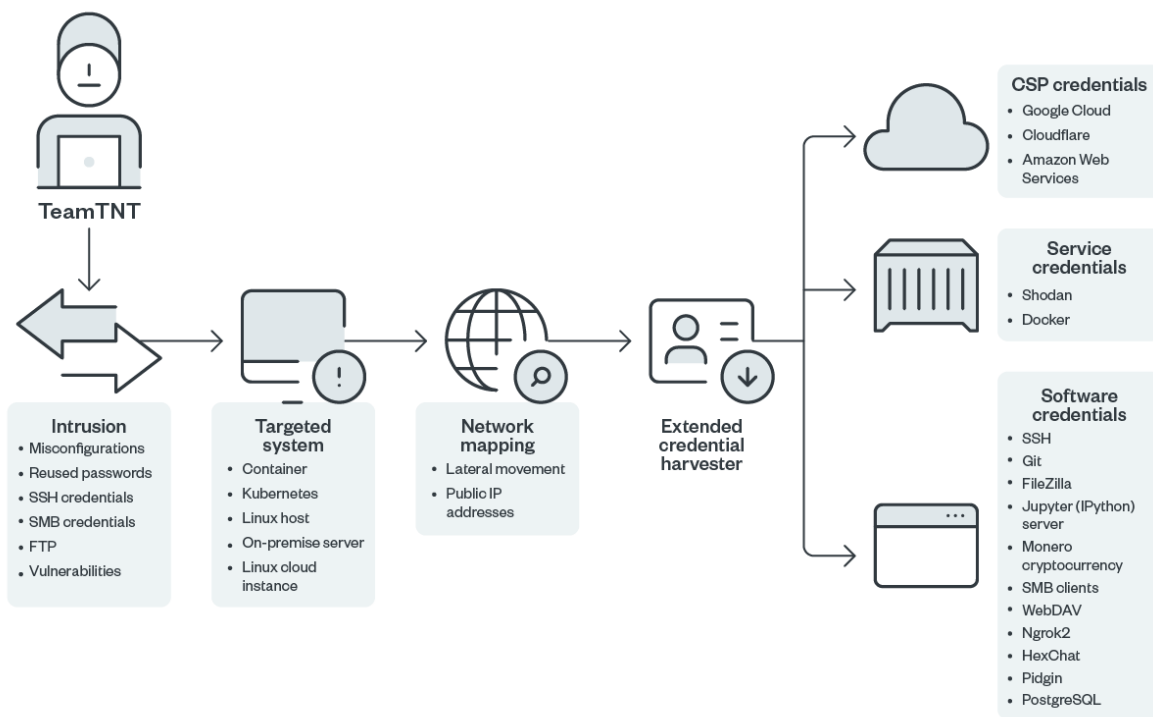 TeamTNT
Intrusion
• Misconfigurations
• Reused passwords
• SSH credentials
• SMB credentials
• FTP
• Vulnerabilities
Targeted
system
• Container
• Kubernetes
• Linux host
• On-premise server
• Linux cloud
instance
Network
mapping
• Lateral movement
• Public IP
addresses
Extended
credential
harvester
CSP credentials
• Google Cloud
• Cloudflare
• Amazon Web
Services
Service
credentials
• Shodan
• Docker
Software
credentials
• SSH
• Git
• FileZilla
• Jupyter (IPython)
server
• Monero
cryptocurrency
• SMB clients
• WebDAV
• Ngrok2
• HexChat
• Pidgin
• PostgreSQL